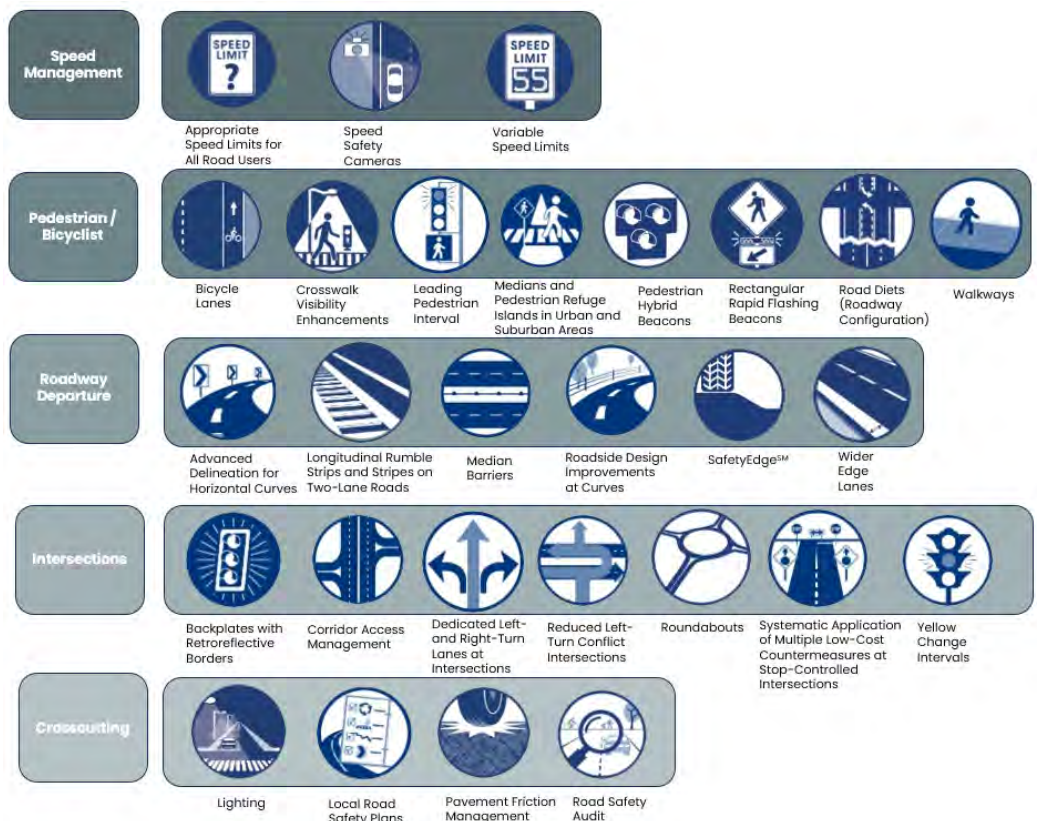 Speed
Management
SPEED
LIMIT
?
SPEED
LIMIT
55
Appropriate
Speed Limits for
All Road Users
Speed
Safety
Cameras
Variable
Speed Limits
Pedestrian /
Bicyclist
Bicycle
Lanes
Crosswalk
Visibility
Enhancements
Leading
Pedestrian
Interval
Medians and
Pedestrian Refuge
Islands in Urban and
Suburban Areas
Pedestrian
Hybrid
Beacons
Rectangular
Rapid Flashing
Beacons
Road Diets
(Roadway
Configuration)
Walkways
Roadway
Departure
Advanced
Delineation for
Horizontal Curves
Longitudinal Rumble
Strips and Stripes on
Two-Lane Roads
Median
Barriers
Roadside Design
Improvements
at Curves
SafetyEdge℠
Wider
Edge
Lanes
Intersections
Backplates with
Retroreflective
Borders
Corridor Access
Management
Dedicated Left-
and Right-Turn
Lanes at
Intersections
Reduced Left-
Turn Conflict
Intersections
Roundabouts
Systematic Application
of Multiple Low-Cost
Countermeasures at
Stop-Controlled
Intersections
Yellow
Change
Intervals
Crosscutting
Lighting
Local Road
Safety Plans
Pavement Friction
Management
Road Safety
Audit